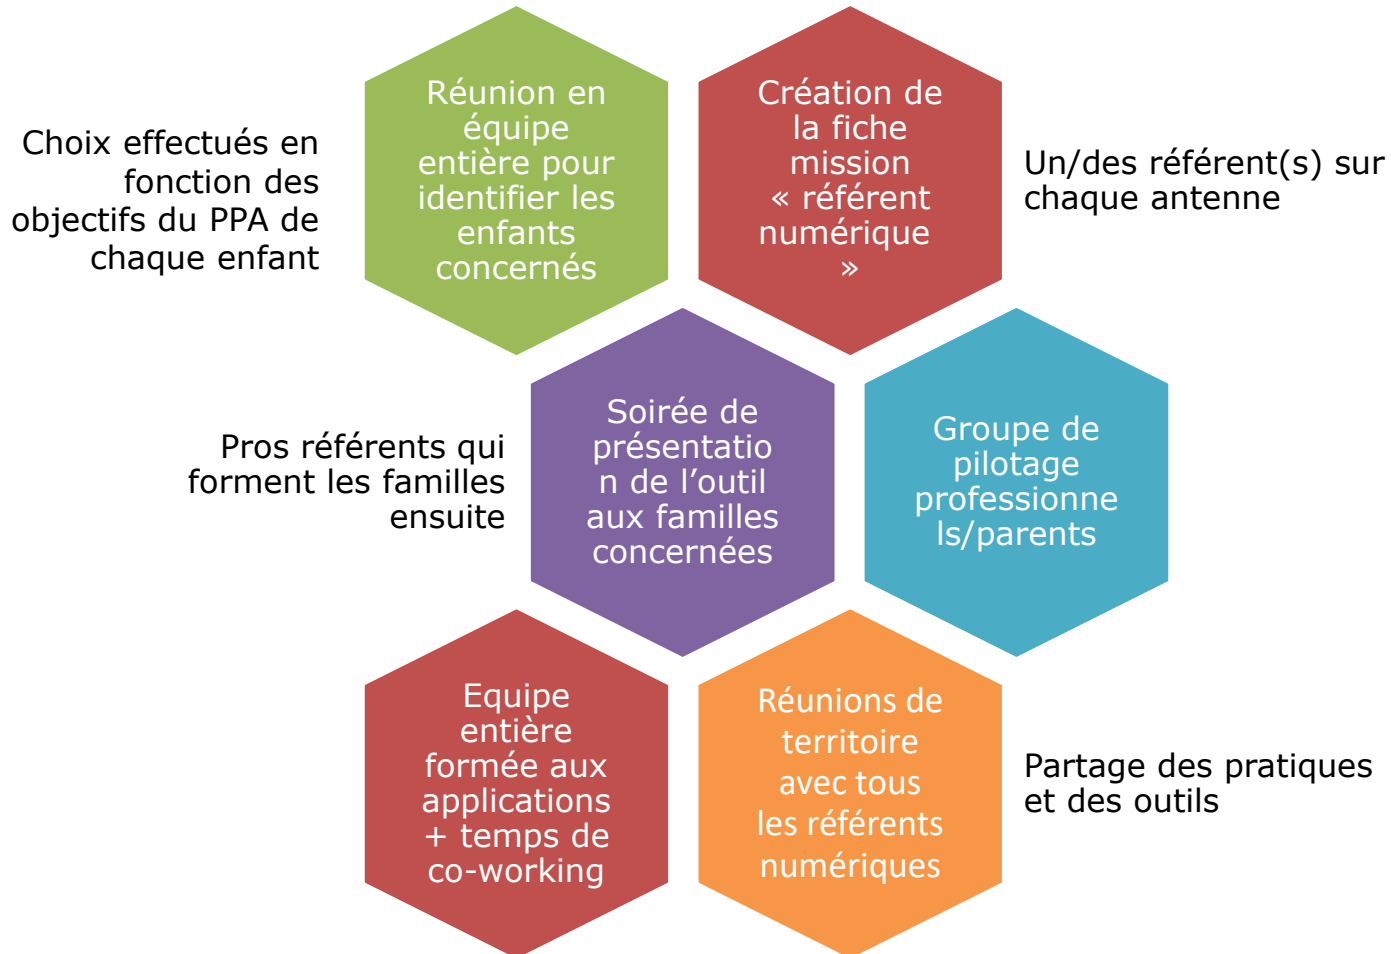 Choix effectués en
fonction des
objectifs du PPA de
chaque enfant
Réunion en
équipe
entière pour
identifier les
enfants
concernés
Création de
la fiche
mission
« référent
numérique
»
Un/des référent(s) sur
chaque antenne
Pros référents qui
forment les familles
ensuite
Soirée de
présentatio
n de l’outil
aux familles
concernées
Groupe de
pilotage
professionne
ls/parents
Equipe
entière
formée aux
applications
+ temps de
co-working
Réunions de
territoire
avec tous
les référents
numériques
Partage des pratiques
et des outils